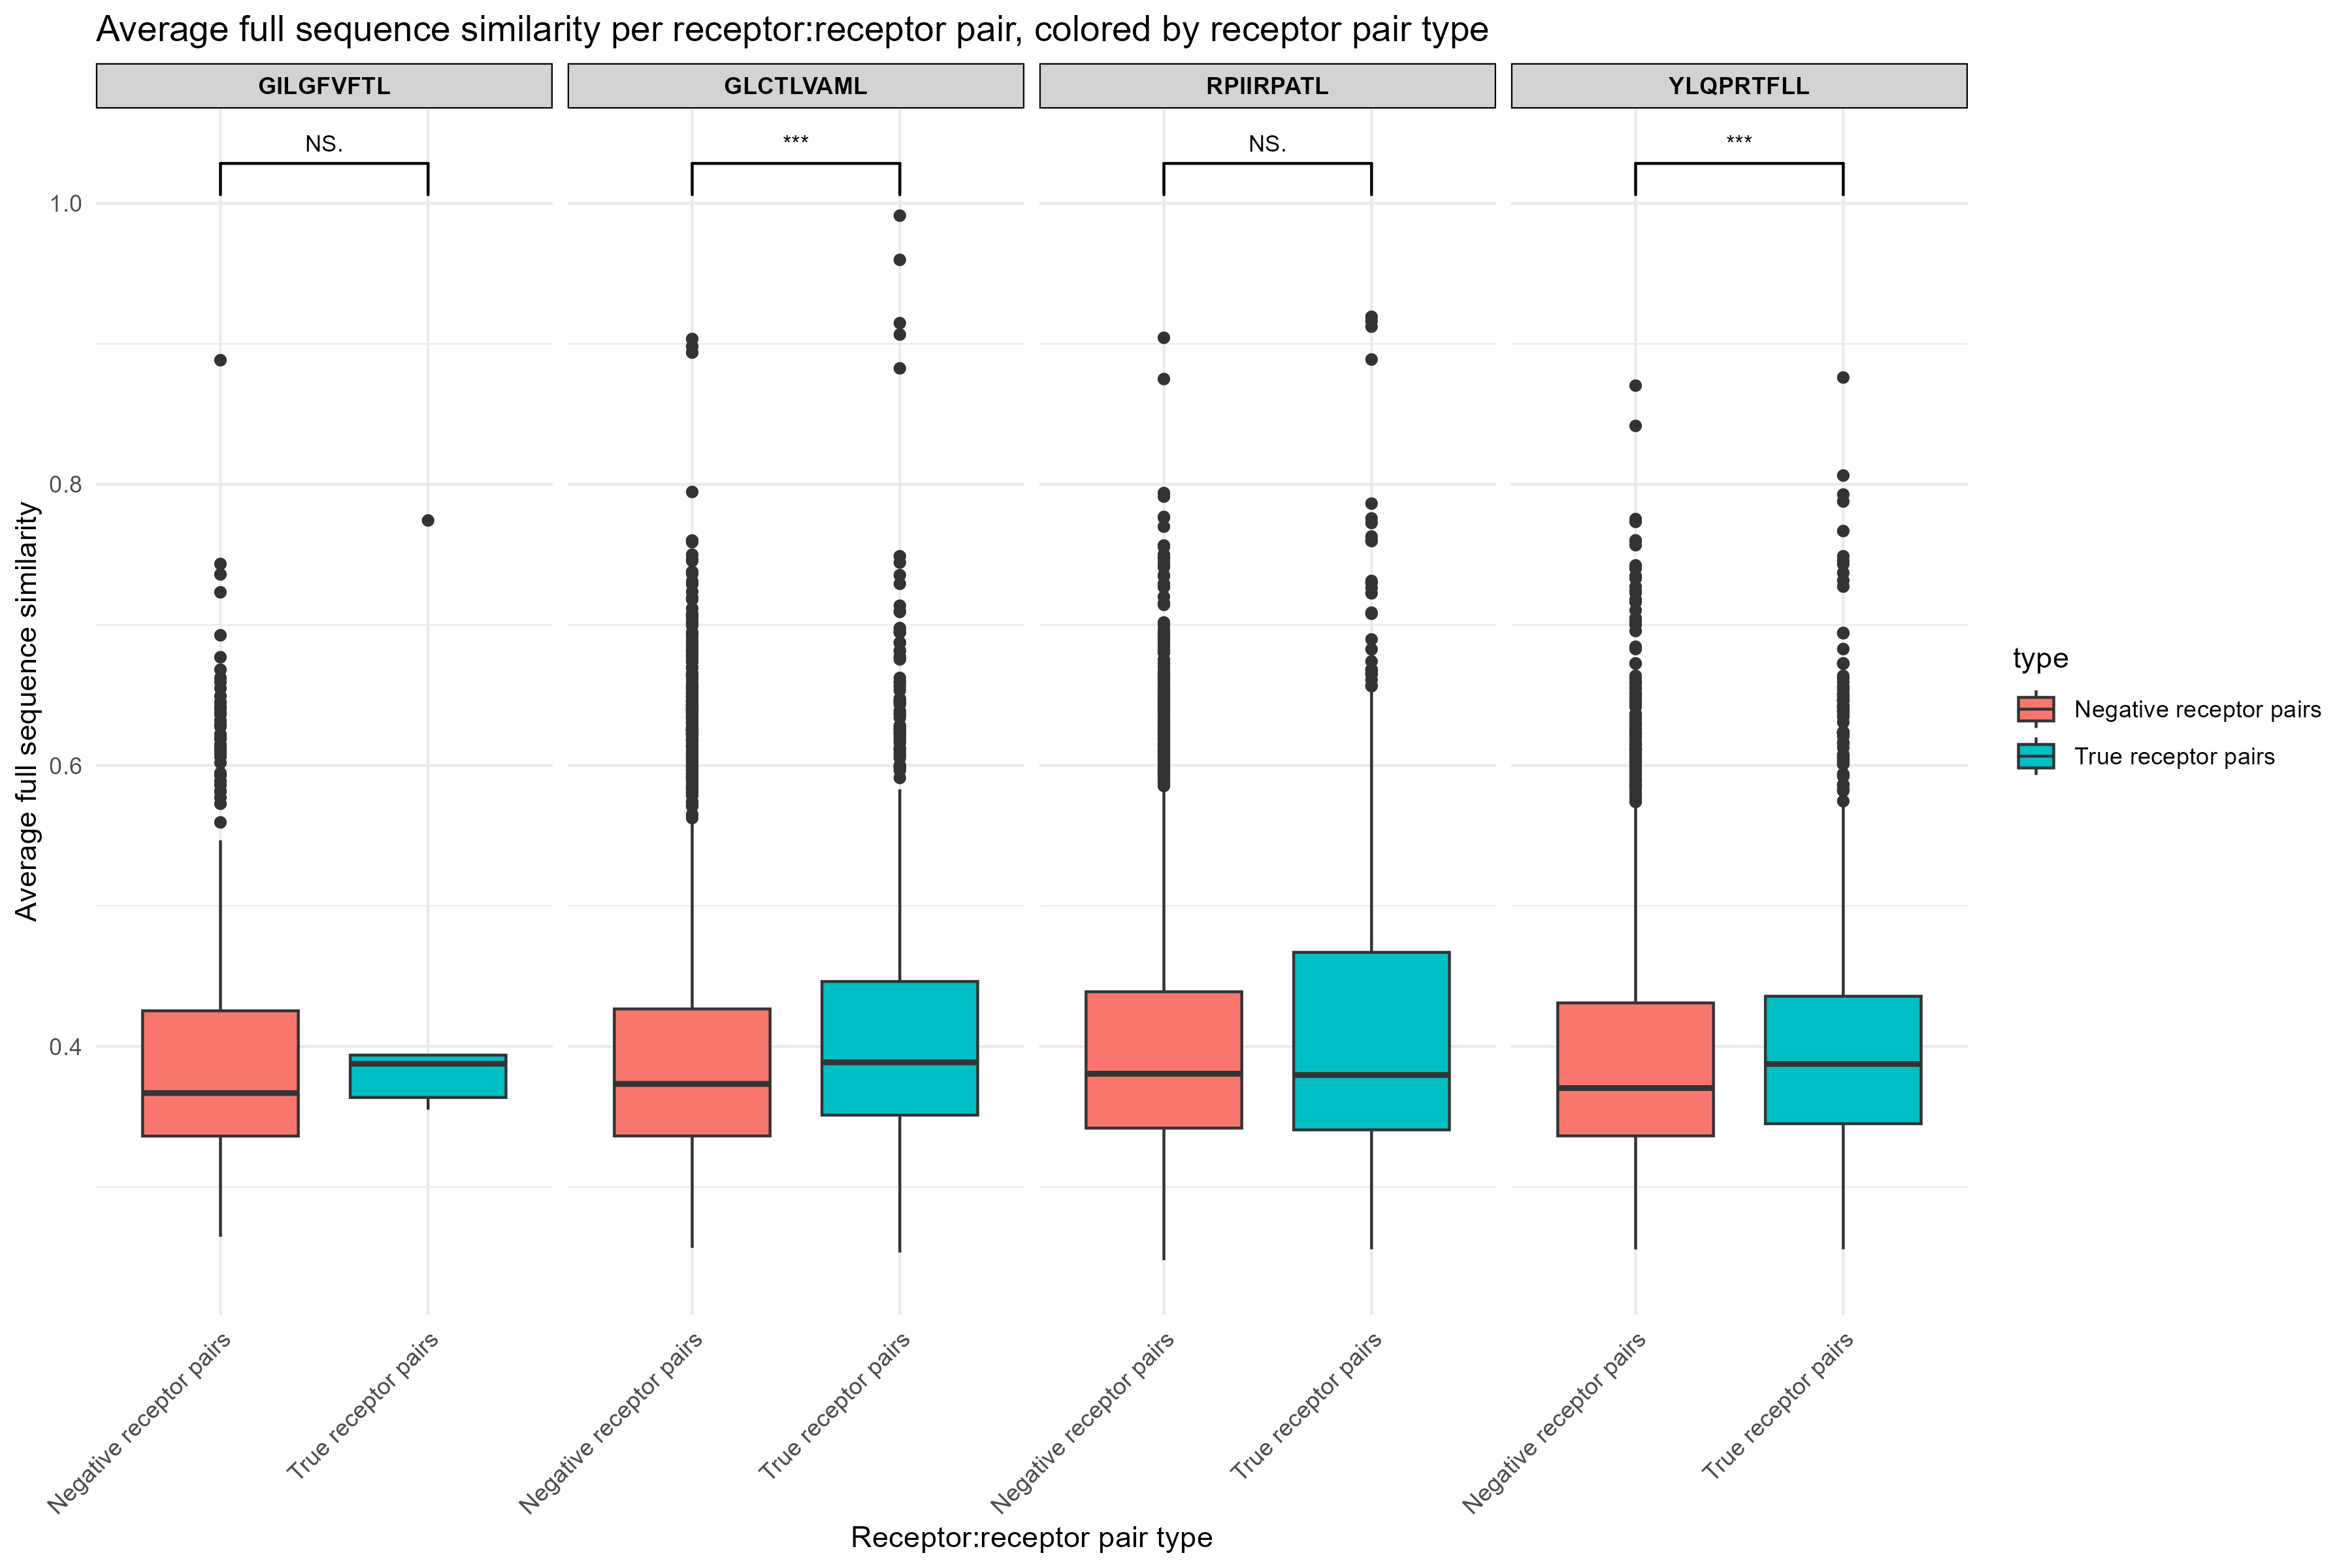 Average full sequence similarity per receptor:receptor pair, colored by receptor pair type
GILGFVFTL
GLCTLVAML
RPIIRPATL
YLQPRTFLL
NS.
***
NS.
***
1.0
0.8
0.6
0.4
0.4
Average full sequence similarity
type
Negative receptor pairs
True receptor pairs
Negative receptor pairs
True receptor pairs
Negative receptor pairs
True receptor pairs
Negative receptor pairs
True receptor pairs
Negative receptor pairs
True receptor pairs
Receptor:receptor pair type